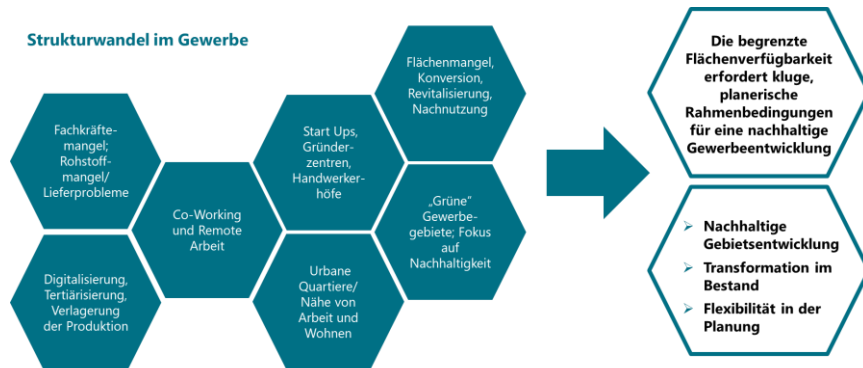 Strukturwandel im Gewerbe
Fachkräfte-
mangel;
Rohstoff-
mangel/
Lieferprobleme
Digitalisierung,
Tertiärisierung,
Verlagerung
der Produktion
Co-Working
und Remote
Arbeit
Start Ups,
Gründer-
zentren,
Handwerker-
höfe
Urbane
Quartiere/
Nähe von
Arbeit und
Wohnen
Flächenmangel,
Konversion,
Revitalisierung,
Nachnutzung
„Grüne"
Gewerbe-
gebiete; Fokus
auf
Nachhaltigkeit
Die begrenzte
Flächenverfügbarkeit
erfordert kluge,
planerische
Rahmenbedingungen
für eine nachhaltige
Gewerbeentwicklung
➢ Nachhaltige
Gebietsentwicklung
➢ Transformation im
Bestand
➢ Flexibilität in der
Planung